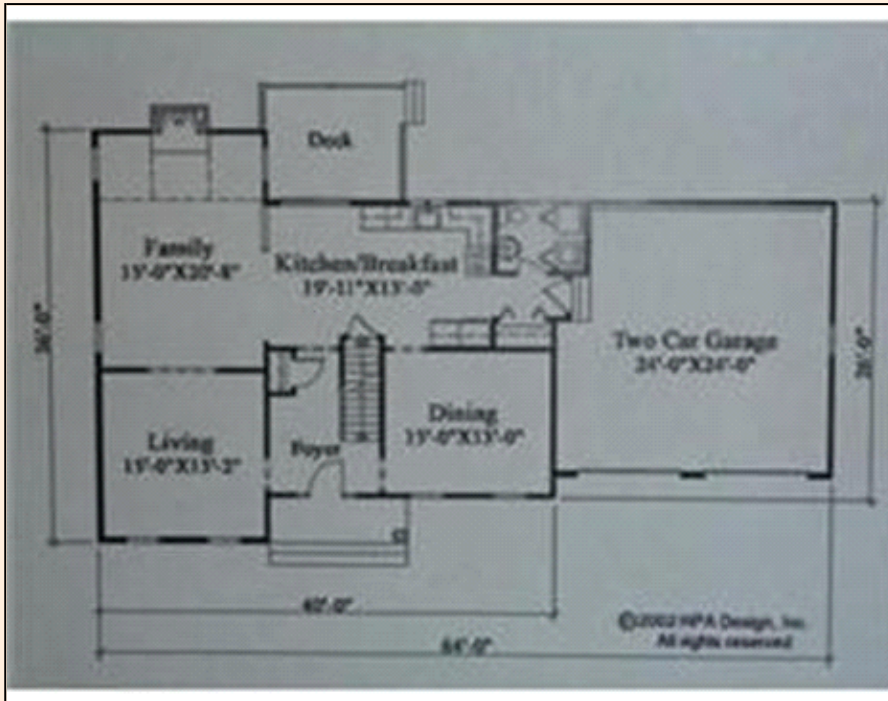 Deck
Family
15'-0"X20'-8"
Kitchen/Breakfast
19'-11"X13'-0"
Two Car Garage
24'-0"X24'-0"
Dining
15'-0"X13'-0"
Living
15'-0"X15'-2"
Foyer
36'-0"
26'-0"
40'-0"
64'-0"
©2002 HPA Design, Inc.
All rights reserved